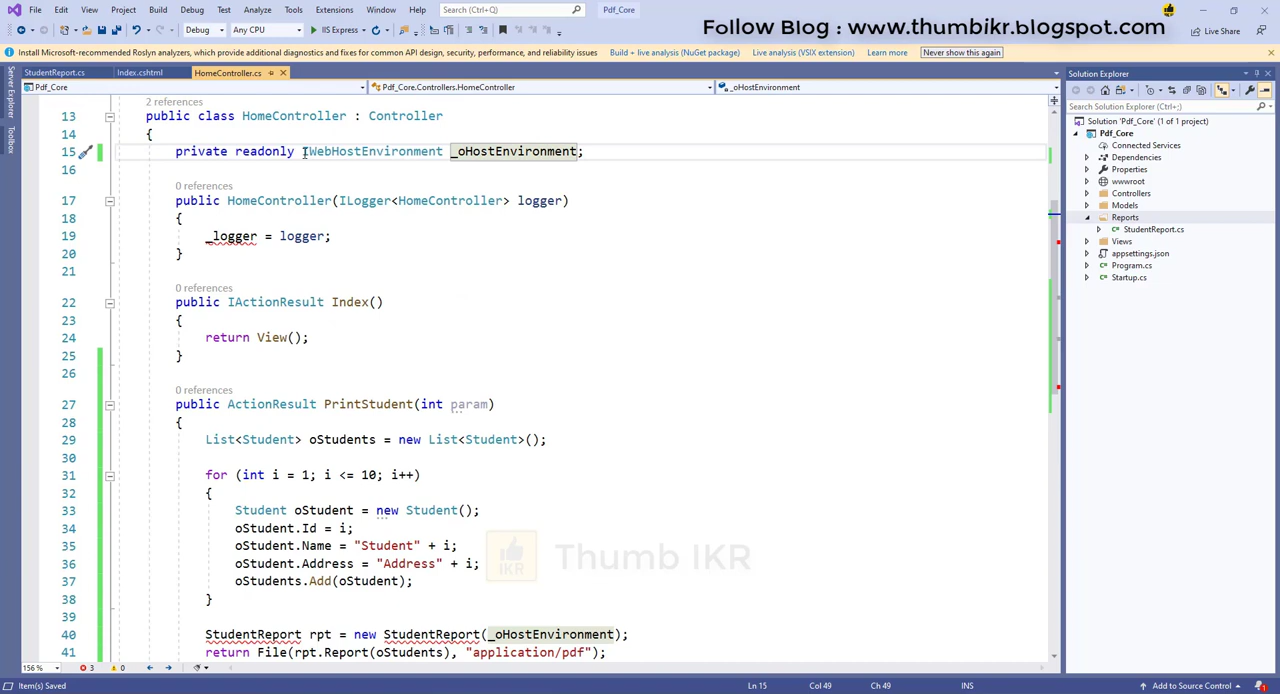 File Edit View Project Build Debug Test Analyze Tools Extensions Window Help Search (Ctrl+;) Pdf_Core
Follow Blog : www.thumbikr.blogspot.com
Debug Any CPU IIS Express Live Share
Install Microsoft-recommended Roslyn analyzers, which provide additional diagnostics and fixes for common API design, security, performance, and reliability issues Build + live analysis (NuGet package) Live analysis (VSIX extension) Learn more Never show this again
Server Explorer
Toolbox
StudentReport.cs Index.cshtml HomeController.cs
Pdf_Core Pdf_Core.Controllers.HomeController _oHostEnvironment
2 references
13 public class HomeController : Controller
14 {
15 private readonly IWebHostEnvironment _oHostEnvironment;
16
0 references
17 public HomeController(ILogger<HomeController> logger)
18 {
19 _logger = logger;
20 }
21
0 references
22 public IActionResult Index()
23 {
24 return View();
25 }
26
0 references
27 public ActionResult PrintStudent(int param)
28 {
29 List<Student> oStudents = new List<Student>();
30
31 for (int i = 1; i <= 10; i++)
32 {
33 Student oStudent = new Student();
34 oStudent.Id = i;
35 oStudent.Name = "Student" + i;
36 oStudent.Address = "Address" + i;
37 oStudents.Add(oStudent);
38 }
39
40 StudentReport rpt = new StudentReport(_oHostEnvironment);
41 return File(rpt.Report(oStudents), "application/pdf");
IKR Thumb IKR
156 % 3 0
Item(s) Saved Ln 15 Col 49 Ch 49 INS Add to Source Control 1
Solution Explorer
Search Solution Explorer (Ctrl+;)
Solution 'Pdf_Core' (1 of 1 project)
Pdf_Core
Connected Services
Dependencies
Properties
wwwroot
Controllers
Models
Reports
StudentReport.cs
Views
appsettings.json
Program.cs
Startup.cs